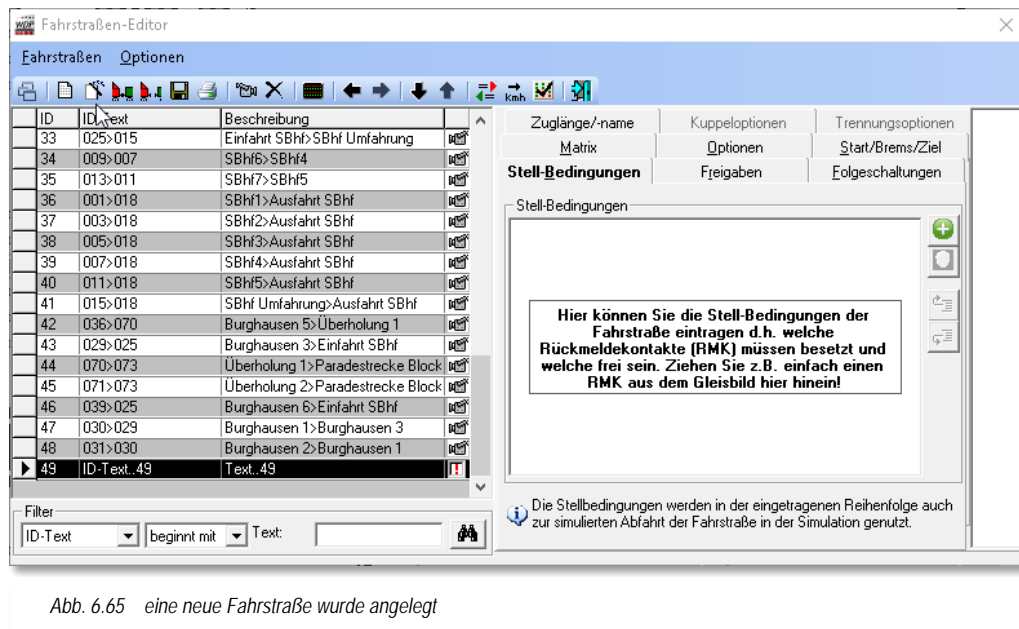 Fahrstraßen-Editor
Fahrstraßen Optionen
kmh
ID ID-Text Beschreibung
33 025>015 Einfahrt SBhf>SBhf Umfahrung
34 009>007 SBhf6>SBhf4
35 013>011 SBhf7>SBhf5
36 001>018 SBhf1>Ausfahrt SBhf
37 003>018 SBhf2>Ausfahrt SBhf
38 005>018 SBhf3>Ausfahrt SBhf
39 007>018 SBhf4>Ausfahrt SBhf
40 011>018 SBhf5>Ausfahrt SBhf
41 015>018 SBhf Umfahrung>Ausfahrt SBhf
42 036>070 Burghausen 5>Überholung 1
43 029>025 Burghausen 3>Einfahrt SBhf
44 070>073 Überholung 1>Paradestrecke Block
45 071>073 Überholung 2>Paradestrecke Block
46 039>025 Burghausen 6>Einfahrt SBhf
47 030>029 Burghausen 1>Burghausen 3
48 031>030 Burghausen 2>Burghausen 1
49 ID-Text..49 Text..49
Filter
ID-Text beginnt mit Text:
Zuglänge/-name Kuppeloptionen Trennungsoptionen
Matrix Optionen Start/Brems/Ziel
Stell-Bedingungen Freigaben Folgeschaltungen
Stell-Bedingungen
Hier können Sie die Stell-Bedingungen der
Fahrstraße eintragen d.h. welche
Rückmeldekontakte (RMK) müssen besetzt und
welche frei sein. Ziehen Sie z.B. einfach einen
RMK aus dem Gleisbild hier hinein!
Die Stellbedingungen werden in der eingetragenen Reihenfolge auch
zur simulierten Abfahrt der Fahrstraße in der Simulation genutzt.
Abb. 6.65 eine neue Fahrstraße wurde angelegt